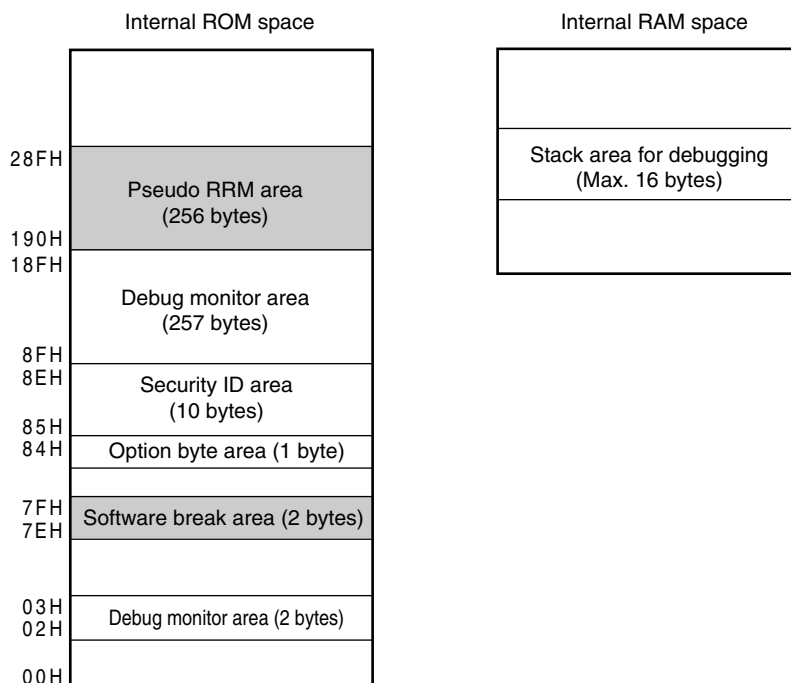 Internal ROM space
28FH
Pseudo RRM area
(256 bytes)
190H
18FH
Debug monitor area
(257 bytes)
8FH
8EH
Security ID area
(10 bytes)
85H
84H
Option byte area (1 byte)
7FH
Software break area (2 bytes)
7EH
03H
Debug monitor area (2 bytes)
02H
00H
Internal RAM space
Stack area for debugging
(Max. 16 bytes)